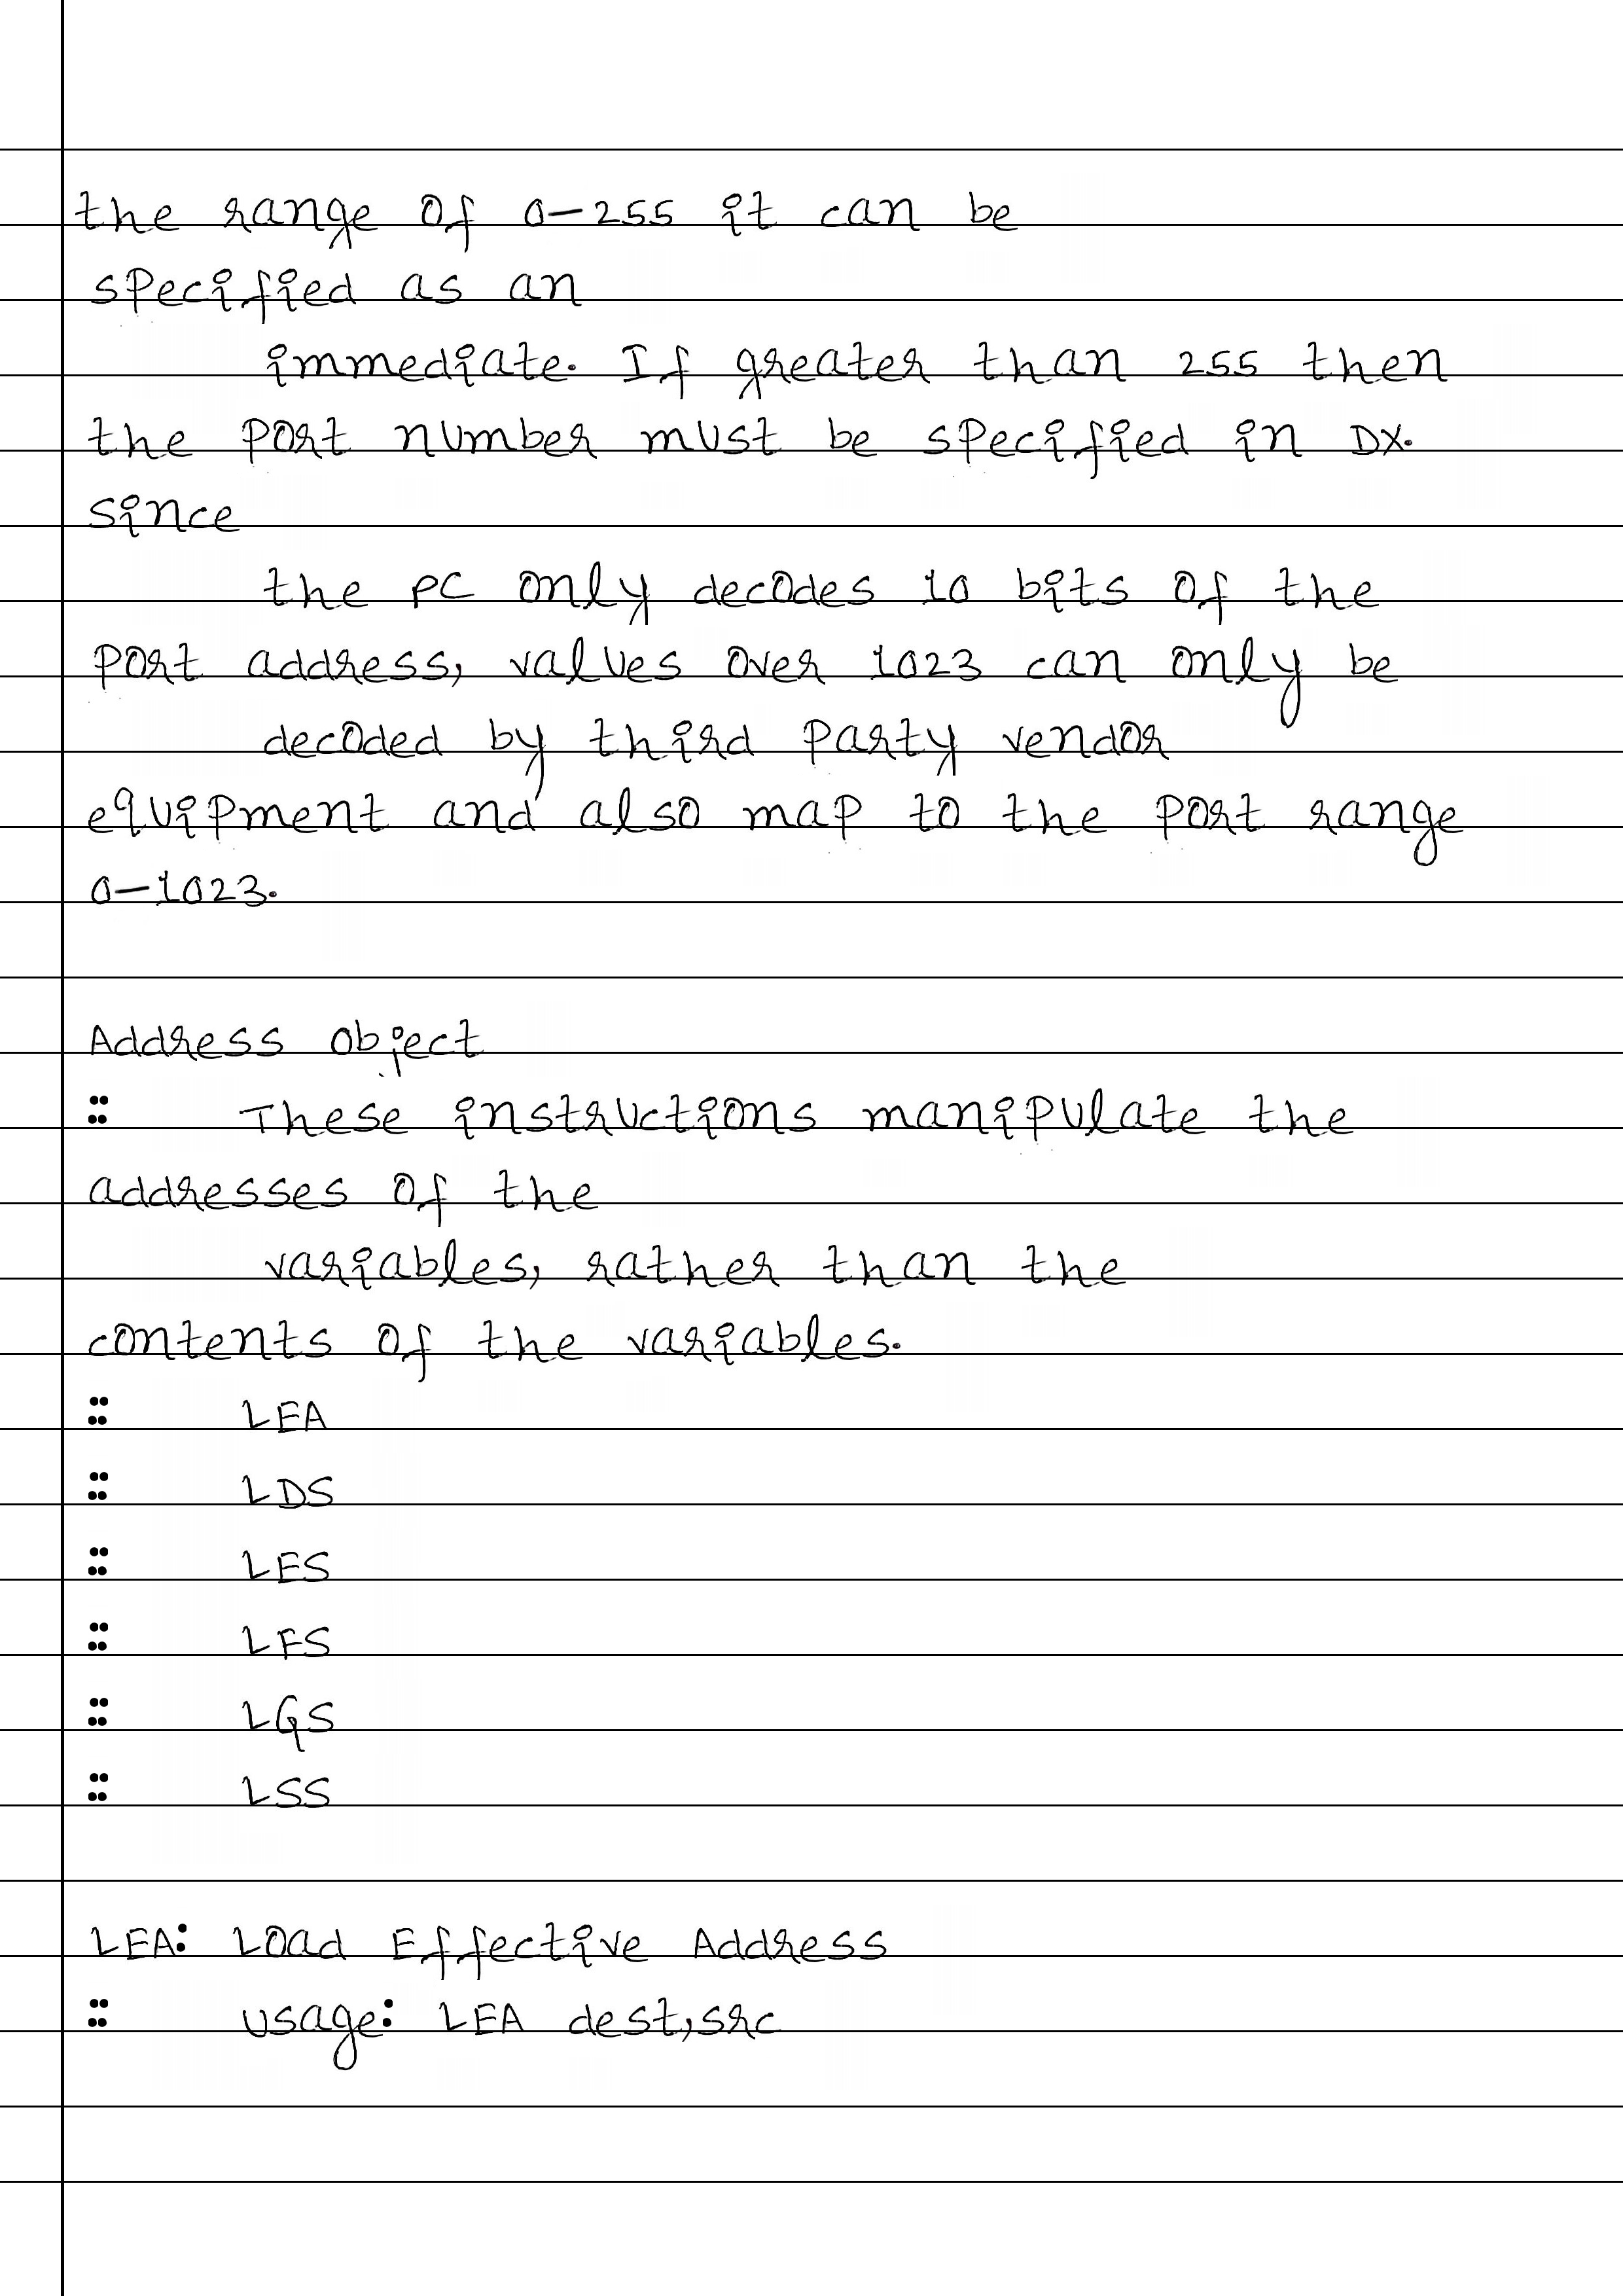 the range of 0-255 it can be
specified as an
immediate. If greater than 255 then
the port number must be specified in DX.
since
the PC only decodes 10 bits of the
port address, values over 1023 can only be
decoded by third party vendor
equipment and also map to the port range
0-1023.
Address object
:: These instructions manipulate the
addresses of the
variables, rather than the
contents of the variables.
:: LEA
:: LDS
:: LES
:: LFS
:: LGS
:: LSS
LEA: Load Effective Address
:: usage: LEA dest,src